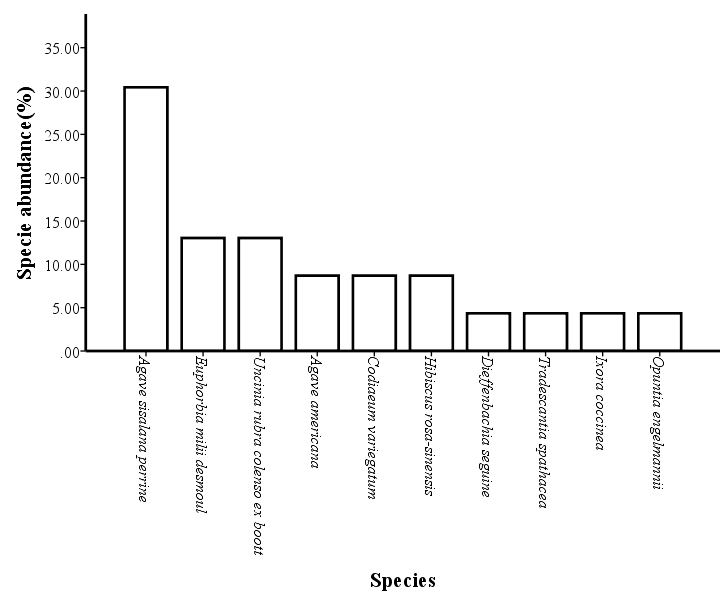 Specie abundance(%)
35.00
30.00
25.00
20.00
15.00
10.00
5.00
.00
Agave sisalana perrine
Euphorbia milii desmoul
Uncinia rubra colenso ex boott
Agave americana
Codiaeum variegatum
Hibiscus rosa-sinensis
Dieffenbachia seguine
Tradescantia spathacea
Ixora coccinea
Opuntia engelmannii
Species